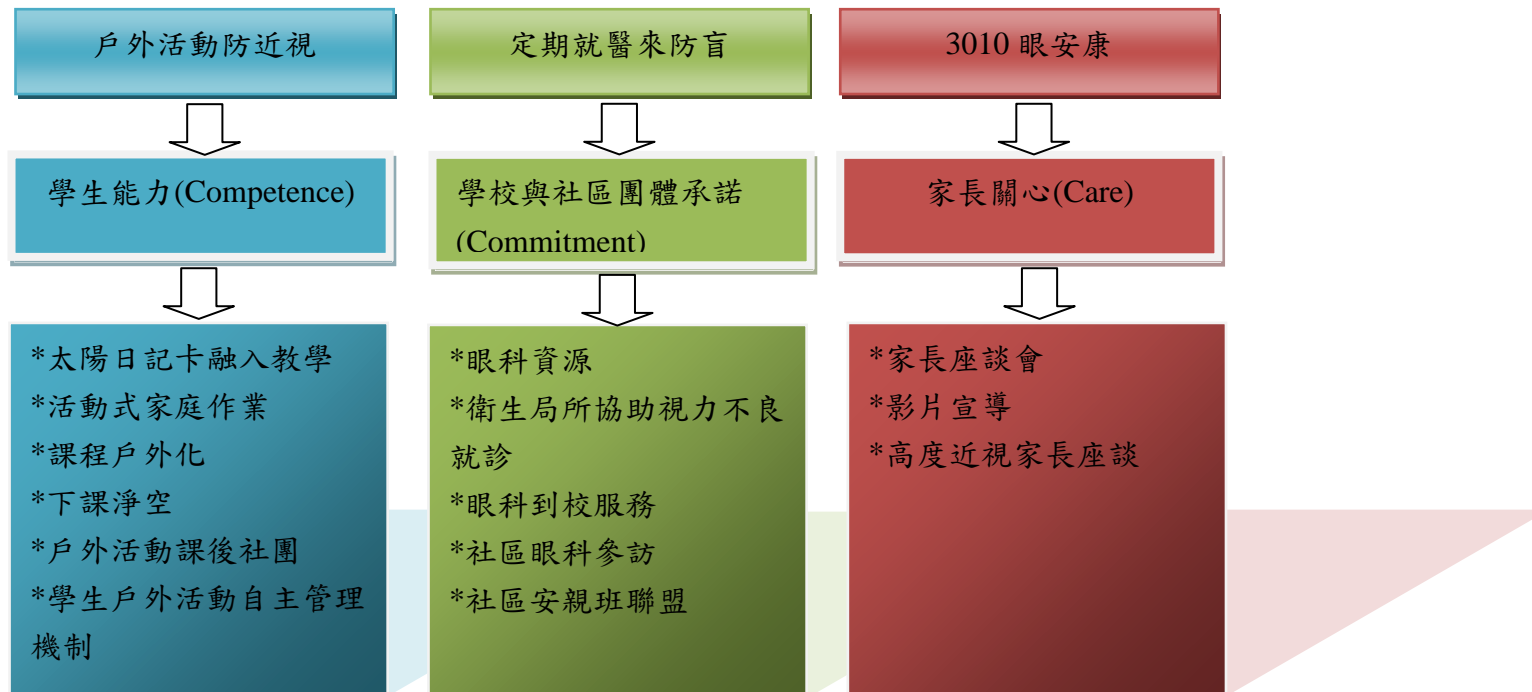 戶外活動防近視
學生能力(Competence)
*太陽日記卡融入教學
*活動式家庭作業
*課程戶外化
*下課淨空
*戶外活動課後社團
*學生戶外活動自主管理
機制
定期就醫來防盲
學校與社區團體承諾
(Commitment)
*眼科資源
*衛生局所協助視力不良
就診
*眼科到校服務
*社區眼科參訪
*社區安親班聯盟
3010 眼安康
家長關心(Care)
*家長座談會
*影片宣導
*高度近視家長座談